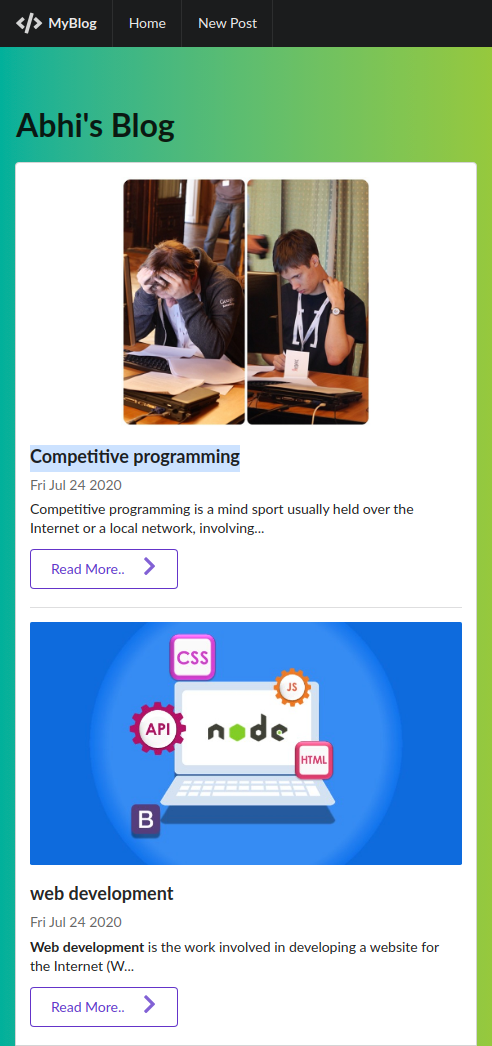 MyBlog
Home
New Post
Abhi's Blog
Competitive programming
Fri Jul 24 2020
Competitive programming is a mind sport usually held over the
Internet or a local network, involving...
Read More..
CSS
JS
API
node
HTML
B
web development
Fri Jul 24 2020
Web development is the work involved in developing a website for
the Internet (W...
Read More..